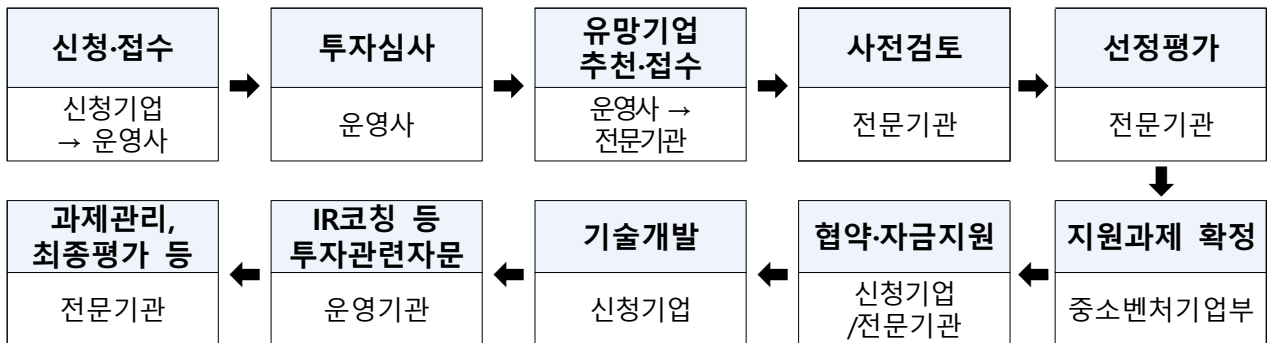 신청·접수
신청기업
→ 운영사
투자심사
운영사
유망기업
추천·접수
운영사 →
전문기관
사전검토
전문기관
선정평가
전문기관
지원과제 확정
중소벤처기업부
협약·자금지원
신청기업
/전문기관
기술개발
신청기업
IR코칭 등
투자관련자문
운영기관
과제관리,
최종평가 등
전문기관